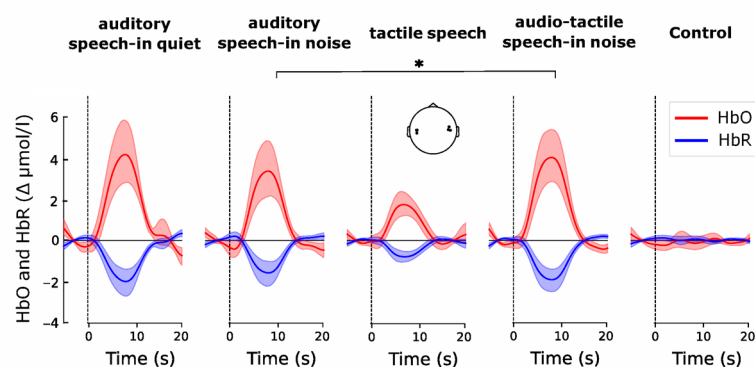 auditory
speech-in quiet
auditory
speech-in noise
tactile speech
audio-tactile
speech-in noise
Control
*
HbO
HbR
HbO and HbR (Δ μmol/l)
6
4
2
0
−2
−4
0 10 20
0 10 20
0 10 20
0 10 20
0 10 20
Time (s)
Time (s)
Time (s)
Time (s)
Time (s)